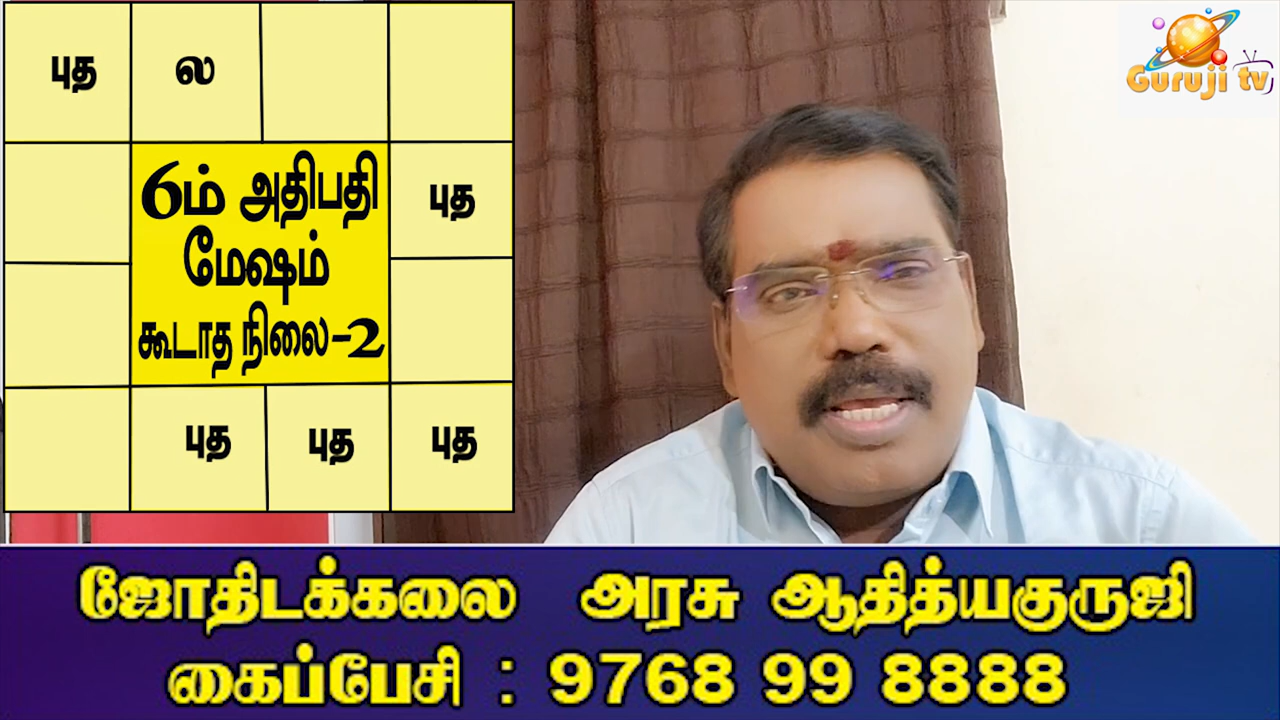 புத ல
Guruji tv
6ம் அதிபதி
மேஷம்
கூடாத நிலை-2
புத
புத புத புத
ஜோதிடக்கலை அரசு ஆதித்யகுருஜி
கைப்பேசி : 9768 99 8888